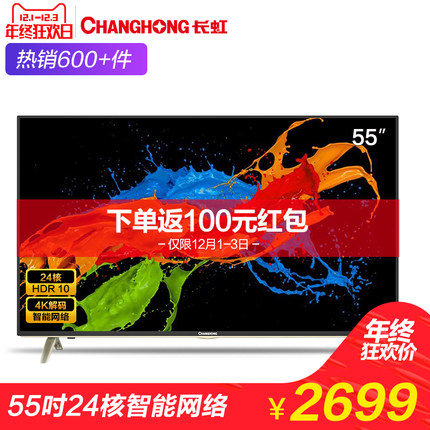 12.1-12.3
年终狂欢日
CHANGHONG 长虹
热销600+件
55"
下单返100元红包
-仅限12月1-3日-
24核
HDR 10
4K解码
智能网络
CHANGHONG
年终
狂欢价
55吋24核智能网络
¥2699